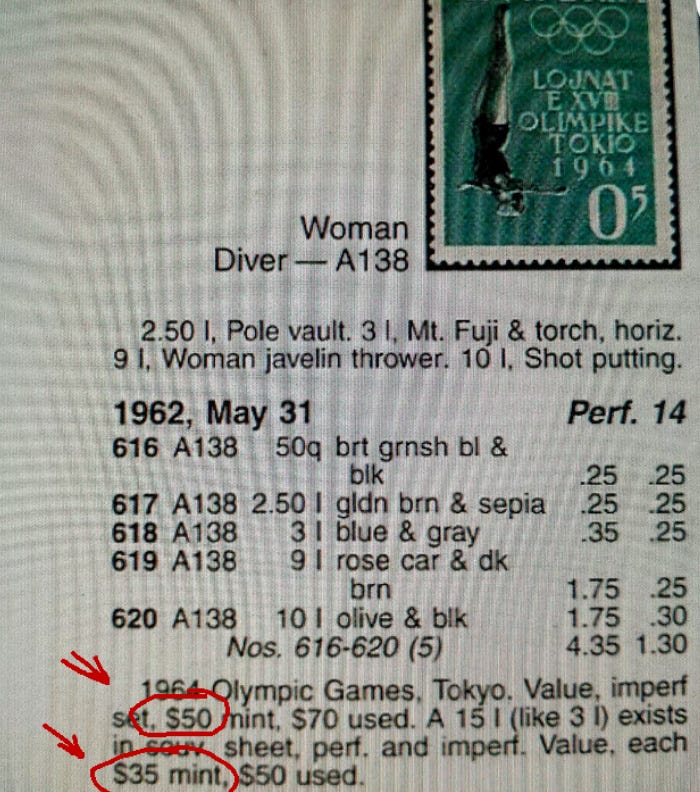 LOJNAT
E XVIII
OLIMPIKE
TOKIO
1964
0⁵
Woman
Diver — A138
2.50 l, Pole vault. 3 l, Mt. Fuji & torch, horiz.
9 l, Woman javelin thrower. 10 l, Shot putting.
1962, May 31 Perf. 14
616 A138 50q brt grnsh bl &
blk .25 .25
617 A138 2.50 l gldn brn & sepia .25 .25
618 A138 3 l blue & gray .35 .25
619 A138 9 l rose car & dk
brn 1.75 .25
620 A138 10 l olive & blk 1.75 .30
Nos. 616-620 (5) 4.35 1.30
1964 Olympic Games, Tokyo. Value, imperf
set, $50 mint, $70 used. A 15 l (like 3 l) exists
in souv. sheet, perf. and imperf. Value, each
$35 mint, $50 used.